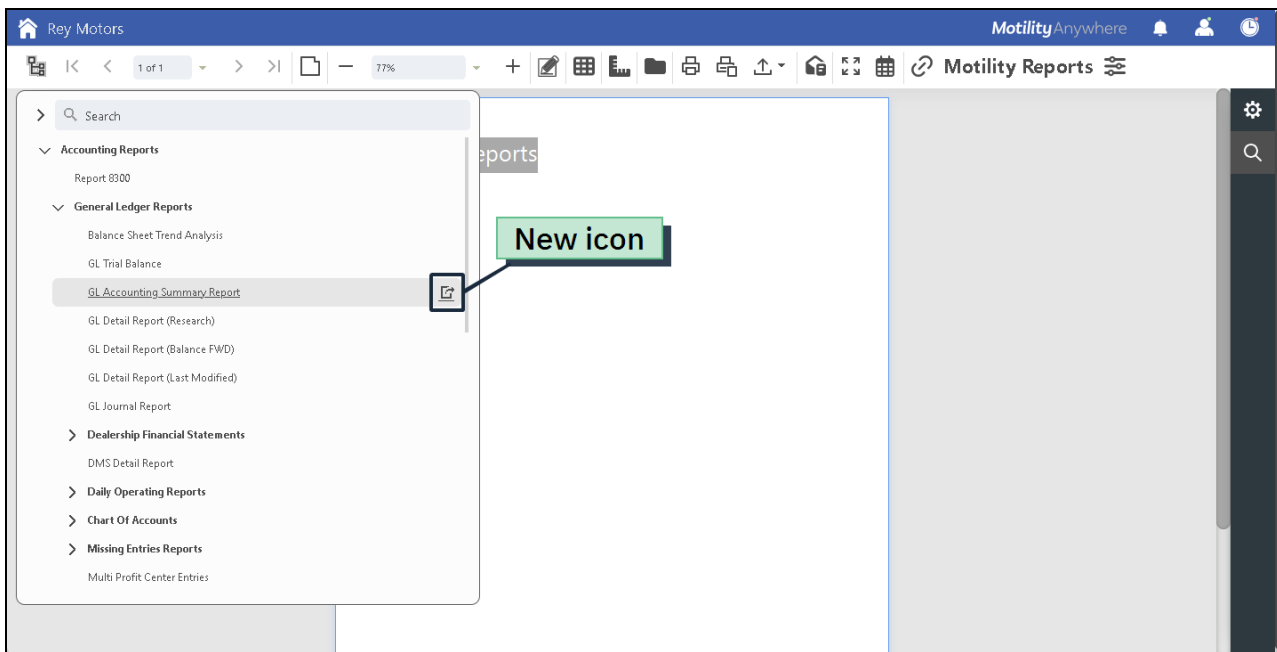 Rey Motors
MotilityAnywhere
1 of 1
77%
Motility Reports
Search
Accounting Reports
Report 8300
General Ledger Reports
Balance Sheet Trend Analysis
GL Trial Balance
GL Accounting Summary Report
GL Detail Report (Research)
GL Detail Report (Balance FWD)
GL Detail Report (Last Modified)
GL Journal Report
Dealership Financial Statements
DMS Detail Report
Daily Operating Reports
Chart Of Accounts
Missing Entries Reports
Multi Profit Center Entries
eports
New icon